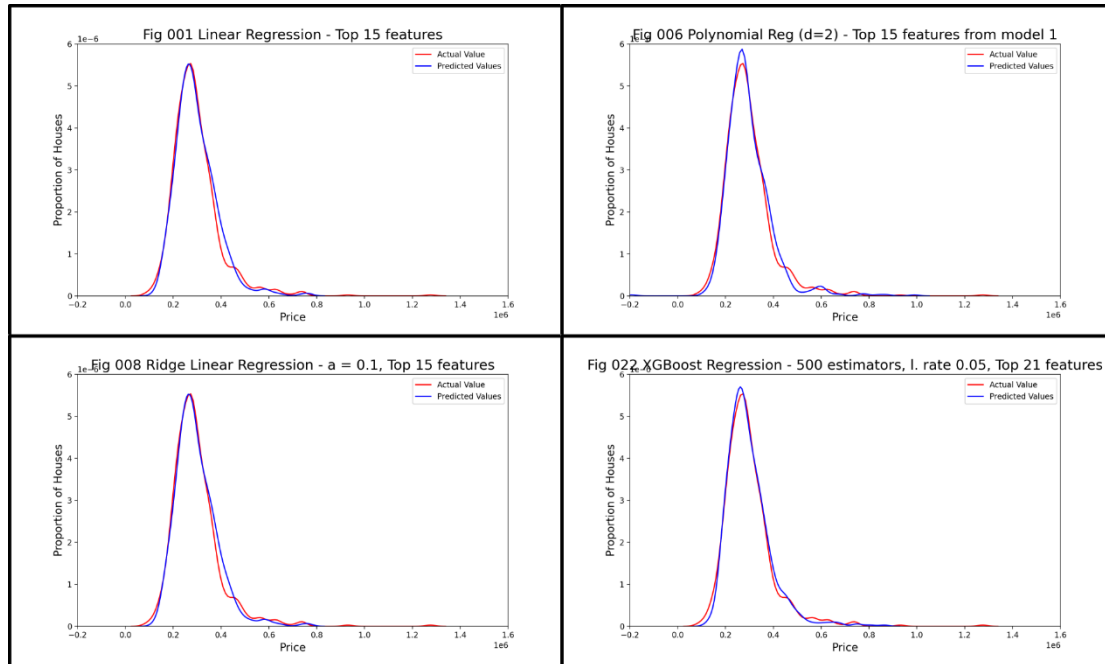 Fig 001 Linear Regression - Top 15 features
1e-6
Actual Value
Predicted Values
Proportion of Houses
6
5
4
3
2
1
0
−0.2 0.0 0.2 0.4 0.6 0.8 1.0 1.2 1.4 1.6
Price
1e6
Fig 006 Polynomial Reg (d=2) - Top 15 features from model 1
Actual Value
Predicted Values
Proportion of Houses
6
5
4
3
2
1
0
−0.2 0.0 0.2 0.4 0.6 0.8 1.0 1.2 1.4 1.6
Price
1e6
Fig 008 Ridge Linear Regression - a = 0.1, Top 15 features
Actual Value
Predicted Values
Proportion of Houses
6
5
4
3
2
1
0
−0.2 0.0 0.2 0.4 0.6 0.8 1.0 1.2 1.4 1.6
Price
1e6
Fig 022 XGBoost Regression - 500 estimators, l. rate 0.05, Top 21 features
Actual Value
Predicted Values
Proportion of Houses
6
5
4
3
2
1
0
−0.2 0.0 0.2 0.4 0.6 0.8 1.0 1.2 1.4 1.6
Price
1e6